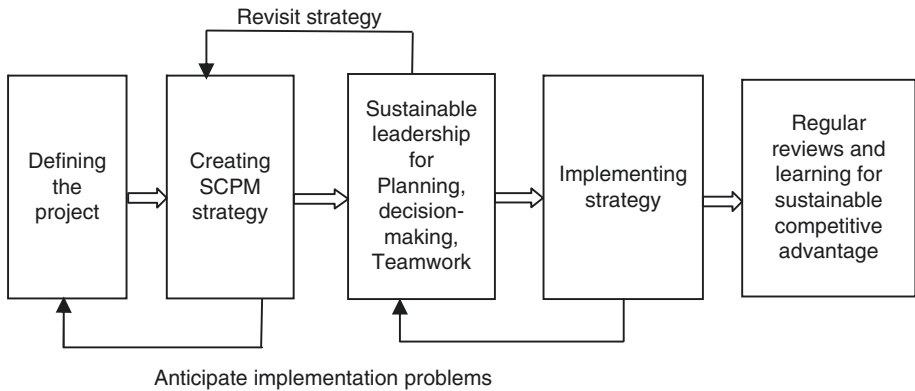 Revisit strategy
Defining
the
project
Creating
SCPM
strategy
Sustainable
leadership
for
Planning,
decision-
making,
Teamwork
Implementing
strategy
Regular
reviews and
learning for
sustainable
competitive
advantage
Anticipate implementation problems